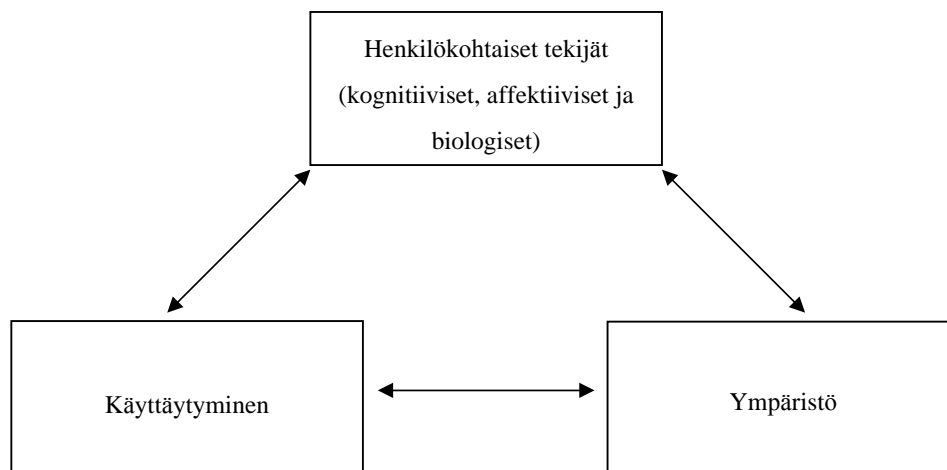 Henkilökohtaiset tekijät
(kognitiiviset, affektiiviset ja
biologiset)
Käyttäytyminen
Ympäristö